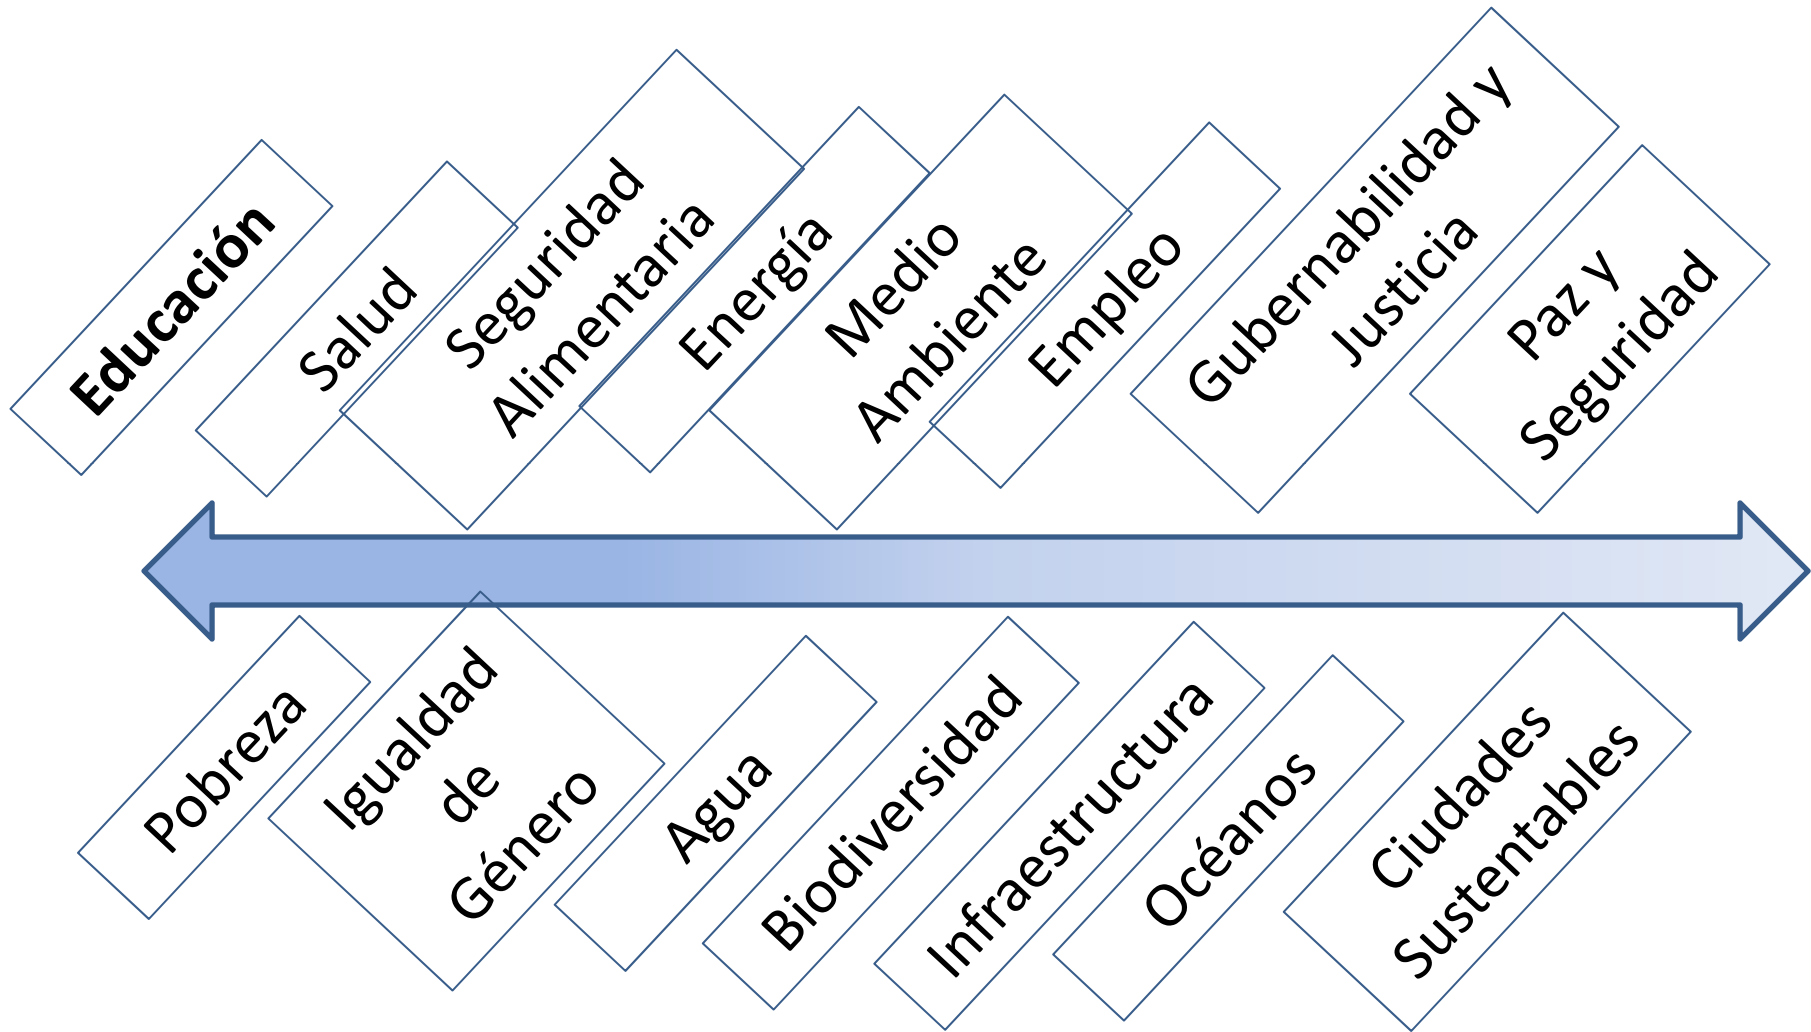 Educación
Salud
Seguridad
Alimentaria
Energía
Medio
Ambiente
Empleo
Gubernabilidad y
Justicia
Paz y
Seguridad
Pobreza
Igualdad
de
Género
Agua
Biodiversidad
Infraestructura
Océanos
Ciudades
Sustentables